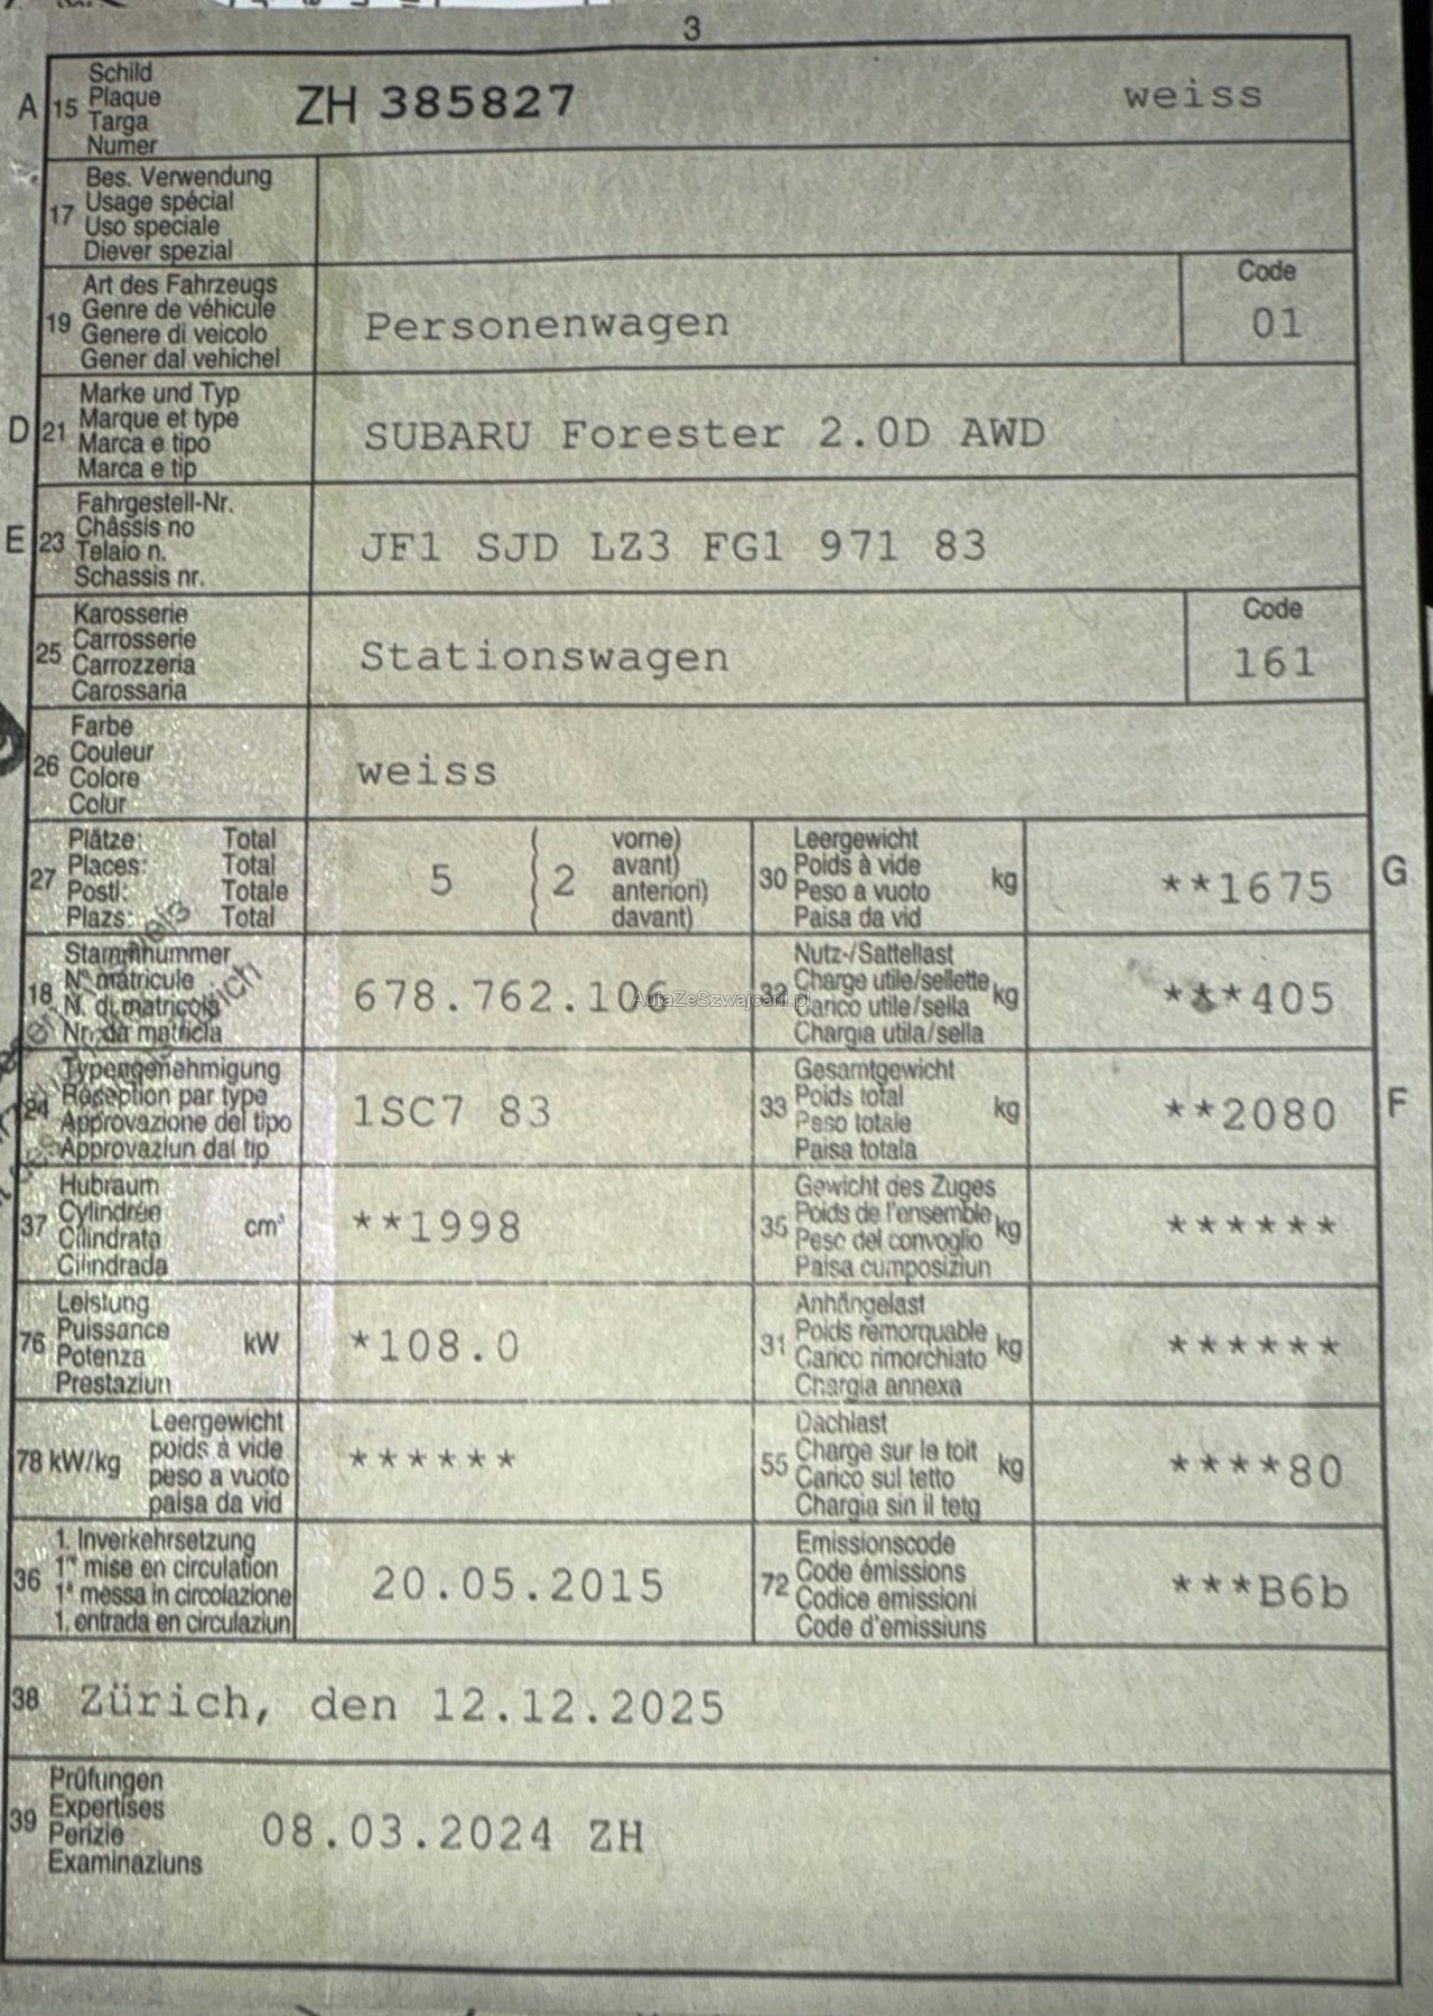 3
A 15 Schild
Plaque
Targa
Numer
ZH 385827 weiss
17 Bes. Verwendung
Usage spécial
Uso speciale
Diever spezial
19 Art des Fahrzeugs
Genre de véhicule
Genere di veicolo
Gener dal vehichel
Personenwagen
Code
01
D 21 Marke und Typ
Marque et type
Marca e tipo
Marca e tip
SUBARU Forester 2.0D AWD
E 23 Fahrgestell-Nr.
Châssis no
Telaio n.
Schassis nr.
JF1 SJD LZ3 FG1 971 83
25 Karosserie
Carrosserie
Carrozzeria
Carossaria
Stationswagen
Code
161
26 Farbe
Couleur
Colore
Colur
weiss
27 Plätze: Total
Places: Total
Posti: Totale
Plazs: Total
5 ( 2 vorne)
( avant)
( anteriori)
( davant)
30 Leergewicht
Poids à vide
Peso a vuoto
Paisa da vid
kg **1675 G
18 Stammnummer
N° matricule
N. di matricola
Nr. da matricla
678.762.106
32 Nutz-/Sattellast
Charge utile/sellette
Carico utile/sella
Chargia utila/sella
kg ***405
AutaZeSzwajcarii.pl
24 Typengenehmigung
Réception par type
Approvazione del tipo
Approvaziun dal tip
1SC7 83
33 Gesamtgewicht
Poids total
Peso totale
Paisa totala
kg **2080 F
37 Hubraum
Cylindrée
Cilindrata
Cilindrada
cm³ **1998
35 Gewicht des Zuges
Poids de l'ensemble
Peso del convoglio
Paisa cumposiziun
kg ******
76 Leistung
Puissance
Potenza
Prestaziun
kW *108.0
31 Anhängelast
Poids remorquable
Carico rimorchiato
Chargia annexa
kg ******
78 kW/kg Leergewicht
poids à vide
peso a vuoto
paisa da vid
******
55 Dachlast
Charge sur le toit
Carico sul tetto
Chargia sin il tetg
kg ****80
36 1. Inverkehrsetzung
1re mise en circulation
1a messa in circolazione
1. entrada en circulaziun
20.05.2015
72 Emissionscode
Code émissions
Codice emissioni
Code d'emissiuns
***B6b
38 Zürich, den 12.12.2025
39 Prüfungen
Expertises
Perizie
Examinaziuns
08.03.2024 ZH